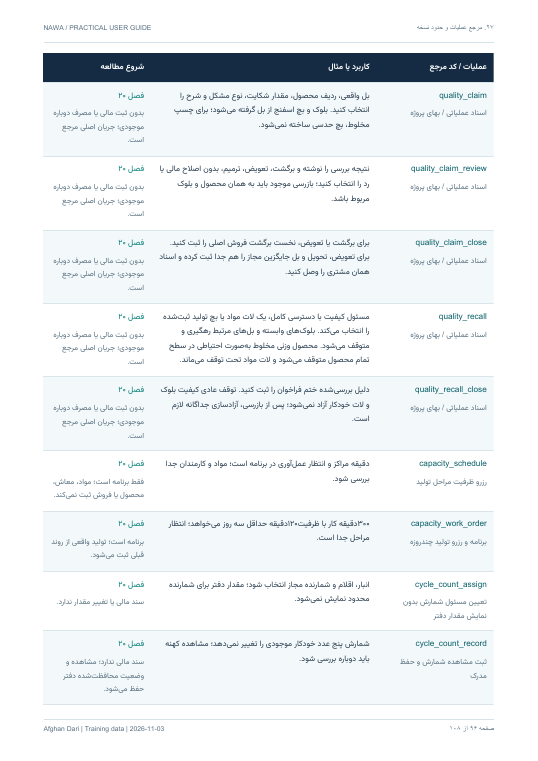 ۴۷. مرجع عملیات و حدود نسخه
NAWA / PRACTICAL USER GUIDE
عملیات / کد مرجع
کاربرد یا مثال
شروع مطالعه
quality_claim
اسناد عملیاتی / بهای پروژه
بل واقعی، ردیف محصول، مقدار شکایت، نوع مشکل و شرح را
انتخاب کنید. بلوک و بچ اسفنج از بل گرفته می‌شود؛ برای چسپ
مخلوط، بچ حدسی ساخته نمی‌شود.
فصل ۲۰
بدون ثبت مالی یا مصرف دوباره
موجودی؛ جریان اصلی مرجع
است.
quality_claim_review
اسناد عملیاتی / بهای پروژه
نتیجه بررسی را نوشته و برگشت، تعویض، ترمیم، بدون اصلاح مالی یا
رد را انتخاب کنید؛ بازرسی موجود باید به همان محصول و بلوک
مربوط باشد.
فصل ۲۰
بدون ثبت مالی یا مصرف دوباره
موجودی؛ جریان اصلی مرجع
است.
quality_claim_close
اسناد عملیاتی / بهای پروژه
برای برگشت یا تعویض، نخست برگشت فروش اصلی را ثبت کنید.
برای تعویض، تحویل و بل جایگزین مجاز را هم جدا ثبت کرده و اسناد
همان مشتری را وصل کنید.
فصل ۲۰
بدون ثبت مالی یا مصرف دوباره
موجودی؛ جریان اصلی مرجع
است.
quality_recall
اسناد عملیاتی / بهای پروژه
مسئول کیفیت با دسترسی کامل، یک لات مواد یا بچ تولید ثبت‌شده
را انتخاب می‌کند. بلوک‌های وابسته و بل‌های مرتبط رهگیری و
متوقف می‌شود. محصول وزنی مخلوط به‌صورت احتیاطی در سطح
تمام محصول متوقف می‌شود و لات مواد تحت توقف می‌ماند.
فصل ۲۰
بدون ثبت مالی یا مصرف دوباره
موجودی؛ جریان اصلی مرجع
است.
quality_recall_close
اسناد عملیاتی / بهای پروژه
دلیل بررسی‌شده ختم فراخوان را ثبت کنید. توقف عادی کیفیت بلوک
و لات خودکار آزاد نمی‌شود؛ پس از بازرسی، آزادسازی جداگانه لازم
است.
فصل ۲۰
بدون ثبت مالی یا مصرف دوباره
موجودی؛ جریان اصلی مرجع
است.
capacity_schedule
رزرو ظرفیت مراحل تولید
دقیقه مراکز و انتظار عمل‌آوری در برنامه است؛ مواد و کارمندان جدا
بررسی شود.
فصل ۲۰
فقط برنامه است؛ مواد، معاش،
محصول یا فروش ثبت نمی‌کند.
capacity_work_order
برنامه و رزرو تولید چندروزه
۳۰۰دقیقه کار با ظرفیت۱۲۰دقیقه حداقل سه روز می‌خواهد؛ انتظار
مراحل جدا است.
فصل ۲۰
برنامه است؛ تولید واقعی از روند
قبلی ثبت می‌شود.
cycle_count_assign
تعیین مسئول شمارش بدون
نمایش مقدار دفتر
انبار، اقلام و شمارنده مجاز انتخاب شود؛ مقدار دفتر برای شمارنده
محدود نمایش نمی‌شود.
فصل ۲۰
سند مالی یا تغییر مقدار ندارد.
cycle_count_record
ثبت مشاهده شمارش و حفظ
مدرک
شمارش پنج عدد خودکار موجودی را تغییر نمی‌دهد؛ مشاهده کهنه
باید دوباره بررسی شود.
فصل ۲۰
سند مالی ندارد؛ مشاهده و
وضعیت محافظت‌شده دفتر
حفظ می‌شود.
صفحه ۹۴ از ۱۰۸
Afghan Dari | Training data | 2026-11-03